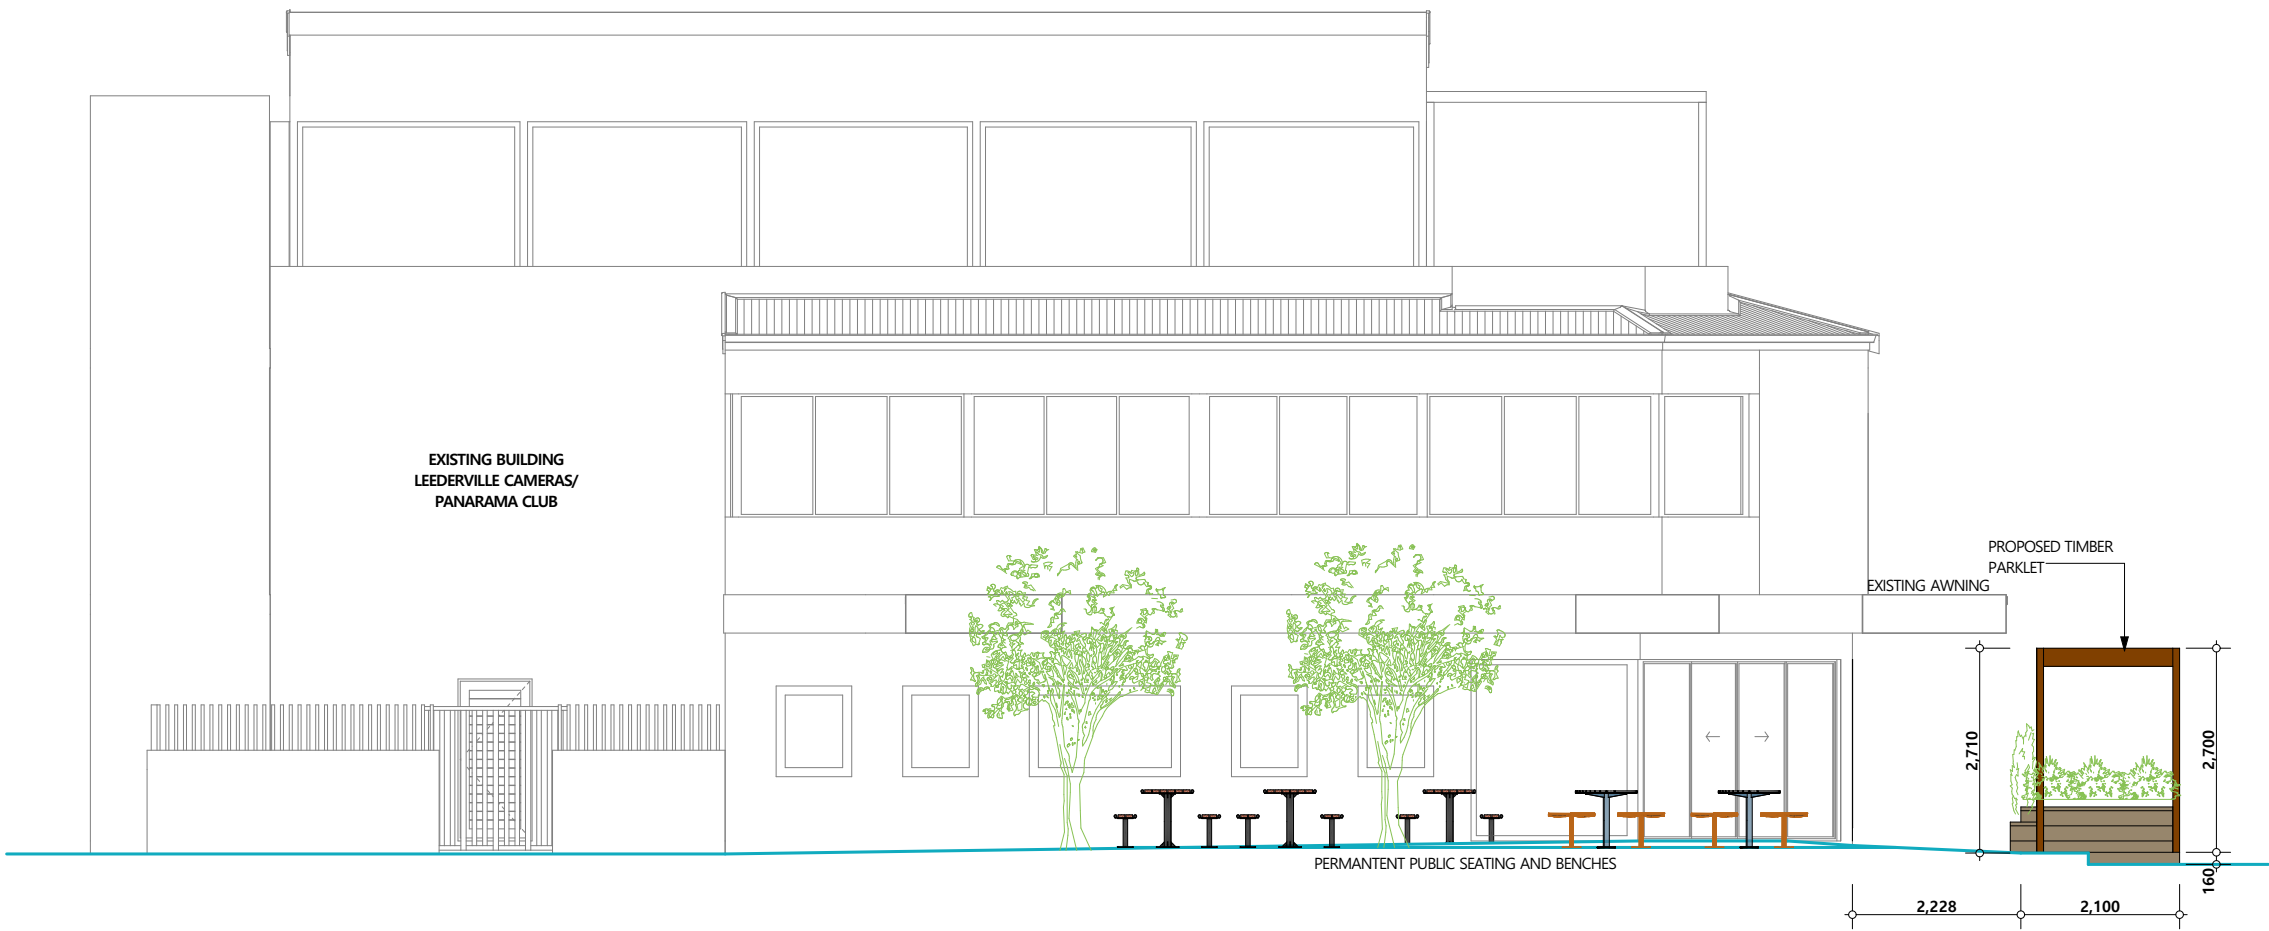 EXISTING BUILDING
LEEDERVILLE CAMERAS/
PANARAMA CLUB
PROPOSED TIMBER
PARKLET
EXISTING AWNING
2,710
2,700
PERMANTENT PUBLIC SEATING AND BENCHES
160
2,228
2,100